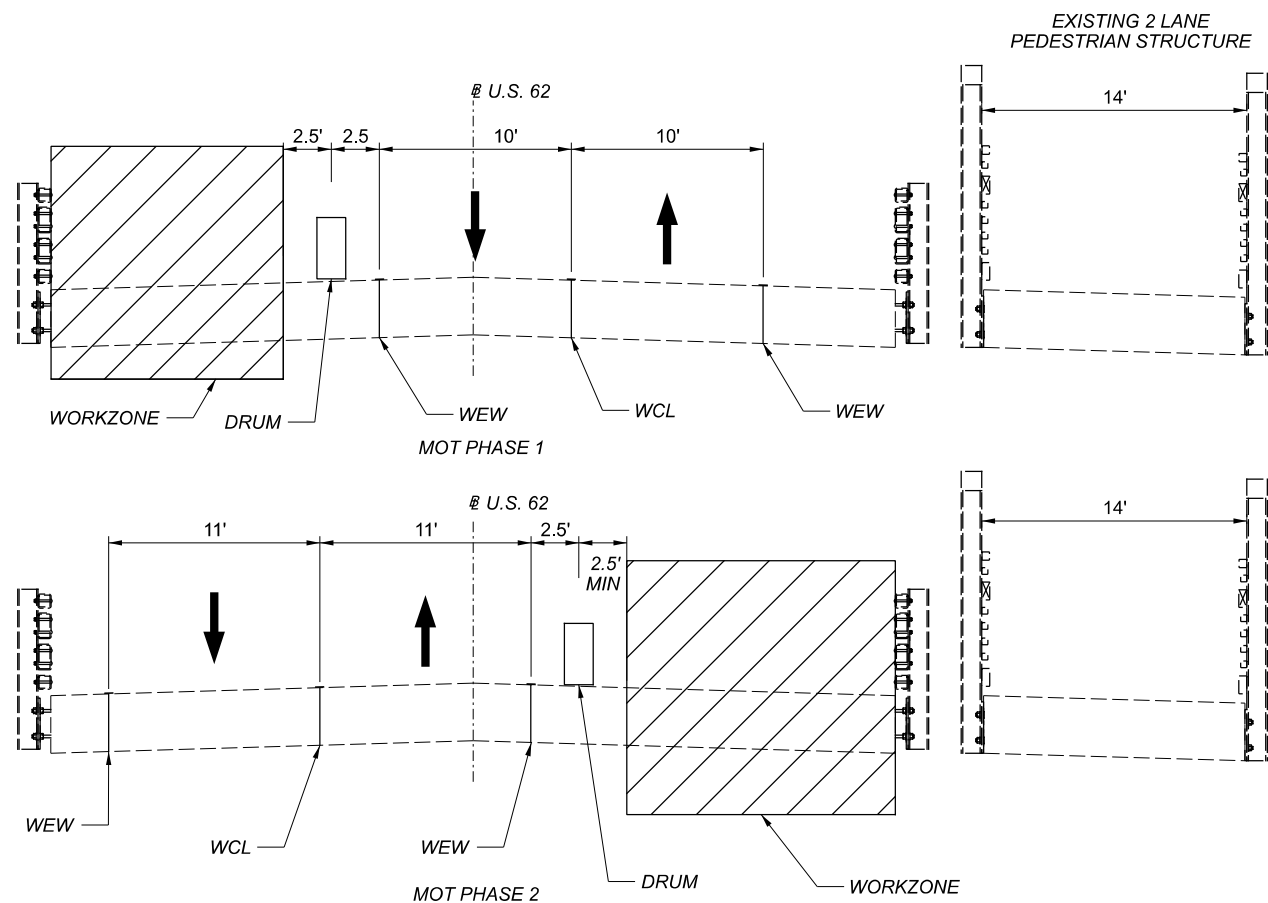 EXISTING 2 LANE
PEDESTRIAN STRUCTURE
℄ U.S. 62
14'
2.5'
2.5
10'
10'
WORKZONE
DRUM
WEW
WCL
WEW
MOT PHASE 1
℄ U.S. 62
14'
11'
11'
2.5'
2.5'
MIN
WEW
WCL
WEW
DRUM
WORKZONE
MOT PHASE 2